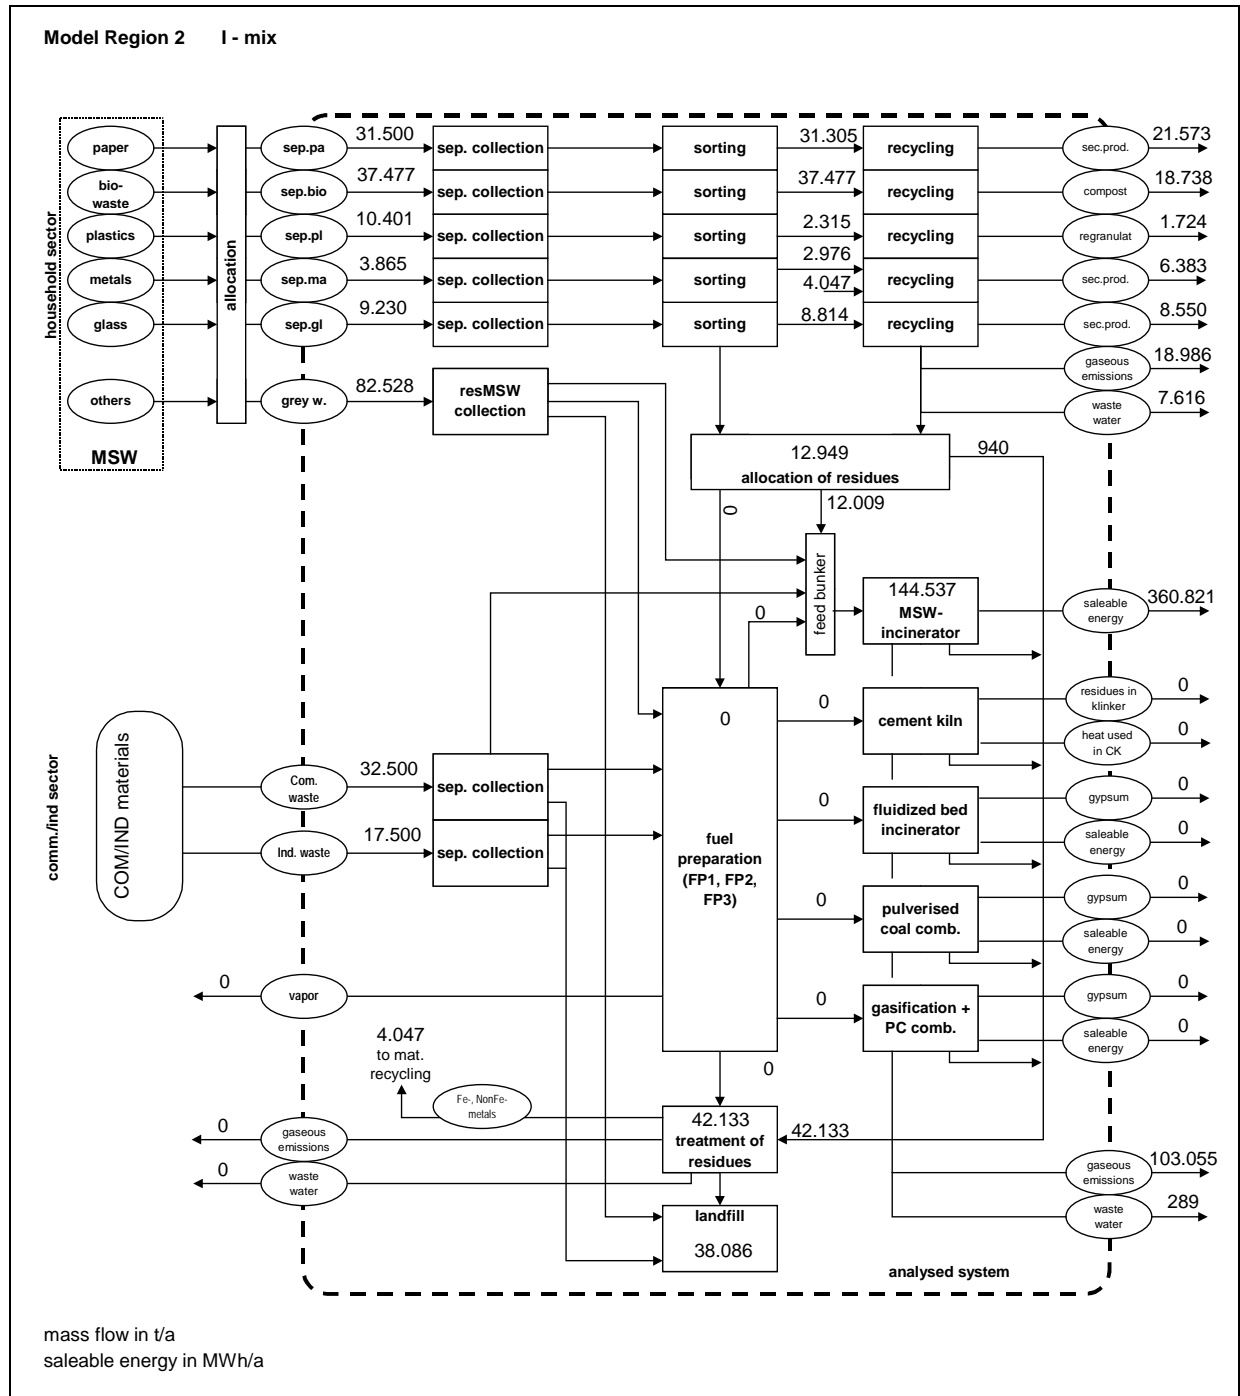 Model Region 2 I - mix
household sector
paper
bio-
waste
plastics
metals
glass
others
MSW
allocation
sep.pa
31.500
sep. collection
sorting
31.305
recycling
sec.prod.
21.573
sep.bio
37.477
sep. collection
sorting
37.477
recycling
compost
18.738
sep.pl
10.401
sep. collection
sorting
2.315
recycling
regranulat
1.724
sep.ma
3.865
sep. collection
sorting
2.976
4.047
recycling
sec.prod.
6.383
sep.gl
9.230
sep. collection
sorting
8.814
recycling
sec.prod.
8.550
gaseous
emissions
18.986
waste
water
7.616
grey w.
82.528
resMSW
collection
12.949
allocation of residues
940
0
12.009
feed bunker
0
144.537
MSW-
incinerator
saleable
energy
360.821
comm./ind sector
COM/IND materials
Com.
waste
32.500
sep. collection
Ind. waste
17.500
sep. collection
0
fuel
preparation
(FP1, FP2,
FP3)
0
cement kiln
residues in
klinker
0
heat used
in CK
0
0
fluidized bed
incinerator
gypsum
0
saleable
energy
0
0
pulverised
coal comb.
gypsum
0
saleable
energy
0
0
gasification +
PC comb.
gypsum
0
saleable
energy
0
0
vapor
4.047
to mat.
recycling
Fe-, NonFe-
metals
0
42.133
treatment of
residues
42.133
0
gaseous
emissions
0
waste
water
landfill
38.086
gaseous
emissions
103.055
waste
water
289
analysed system
mass flow in t/a
saleable energy in MWh/a